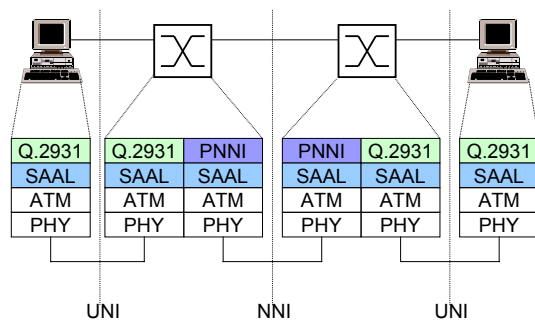 Q.2931 Q.2931 PNNI PNNI Q.2931 Q.2931
SAAL SAAL SAAL SAAL SAAL SAAL
ATM ATM ATM ATM ATM ATM
PHY PHY PHY PHY PHY PHY
UNI NNI UNI